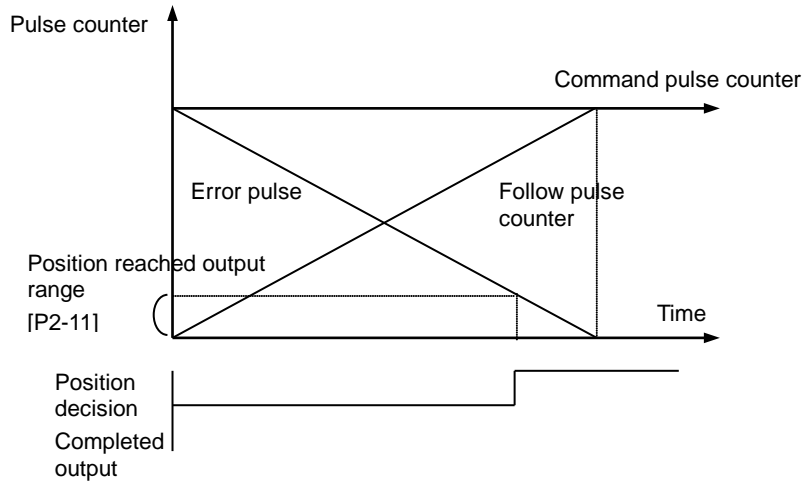 Pulse counter
Command pulse counter
Error pulse
Follow pulse
counter
Position reached output
range
[P2-11]
Time
Position
decision
Completed
output